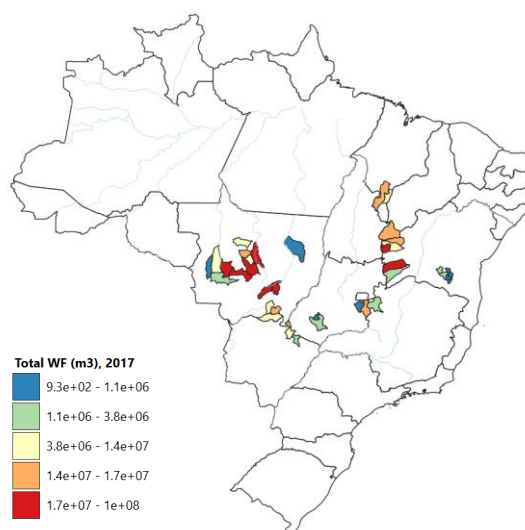 Total WF (m3), 2017
9.3e+02 - 1.1e+06
1.1e+06 - 3.8e+06
3.8e+06 - 1.4e+07
1.4e+07 - 1.7e+07
1.7e+07 - 1e+08